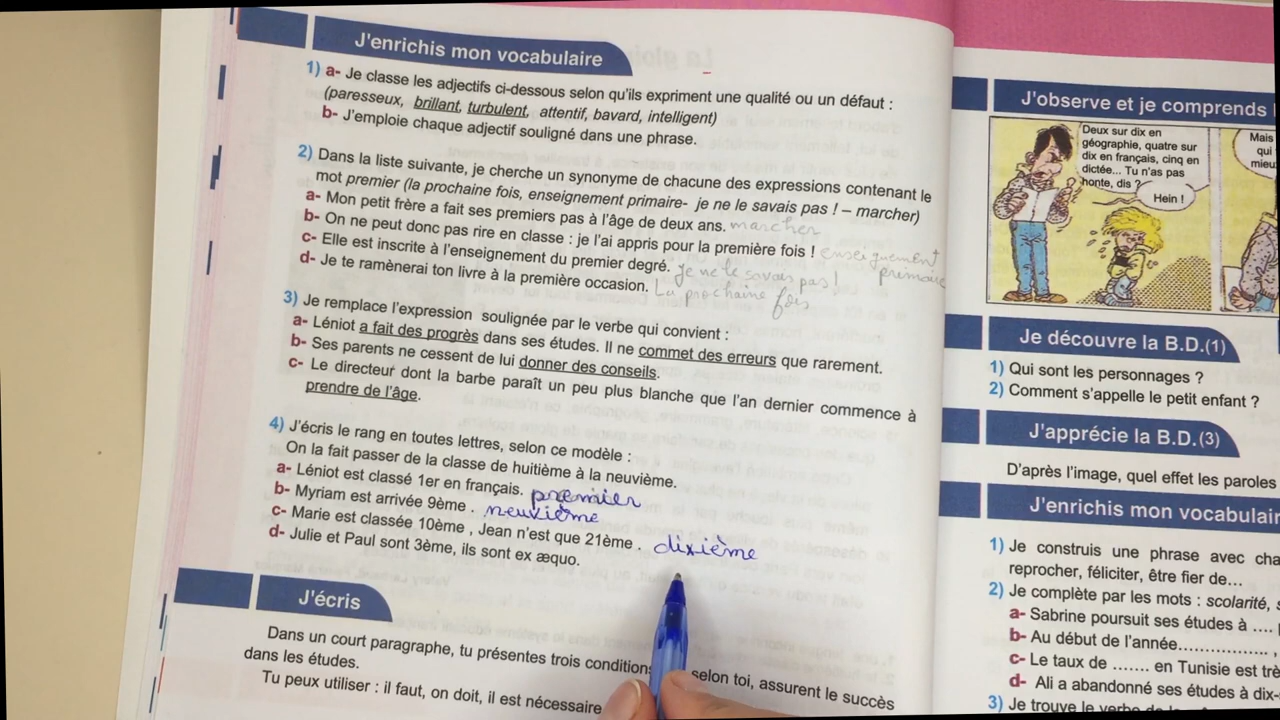 J'enrichis mon vocabulaire
1) a- Je classe les adjectifs ci-dessous selon qu'ils expriment une qualité ou un défaut :
(paresseux, brillant, turbulent, attentif, bavard, intelligent)
b- J'emploie chaque adjectif souligné dans une phrase.
2) Dans la liste suivante, je cherche un synonyme de chacune des expressions contenant le
mot premier (la prochaine fois, enseignement primaire- je ne le savais pas ! – marcher)
a- Mon petit frère a fait ses premiers pas à l'âge de deux ans. marcher
b- On ne peut donc pas rire en classe : je l'ai appris pour la première fois ! enseignement
c- Elle est inscrite à l'enseignement du premier degré. je ne le savais pas ! primaire
d- Je te ramènerai ton livre à la première occasion. La prochaine fois
3) Je remplace l'expression soulignée par le verbe qui convient :
a- Léniot a fait des progrès dans ses études. Il ne commet des erreurs que rarement.
b- Ses parents ne cessent de lui donner des conseils.
c- Le directeur dont la barbe paraît un peu plus blanche que l'an dernier commence à
prendre de l'âge.
4) J'écris le rang en toutes lettres, selon ce modèle :
On la fait passer de la classe de huitième à la neuvième.
a- Léniot est classé 1er en français. premier
b- Myriam est arrivée 9ème . neuvième
c- Marie est classée 10ème , Jean n'est que 21ème . dixième
d- Julie et Paul sont 3ème, ils sont ex æquo.
J'écris
Dans un court paragraphe, tu présentes trois condition selon toi, assurent le succès
dans les études.
Tu peux utiliser : il faut, on doit, il est nécessaire
J'observe et je comprends
Deux sur dix en
géographie, quatre sur
dix en français, cinq en
dictée... Tu n'as pas
honte, dis ?
Hein !
Mais
qui
mieu
Je découvre la B.D.(1)
1) Qui sont les personnages ?
2) Comment s'appelle le petit enfant ?
J'apprécie la B.D.(3)
D'après l'image, quel effet les paroles
J'enrichis mon vocabulair
1) Je construis une phrase avec cha
reprocher, féliciter, être fier de...
2) Je complète par les mots : scolarité,
a- Sabrine poursuit ses études à ....
b- Au début de l'année................. ,
c- Le taux de ....... en Tunisie est trè
d- Ali a abandonné ses études à dix-
3) Je trouve le verbe